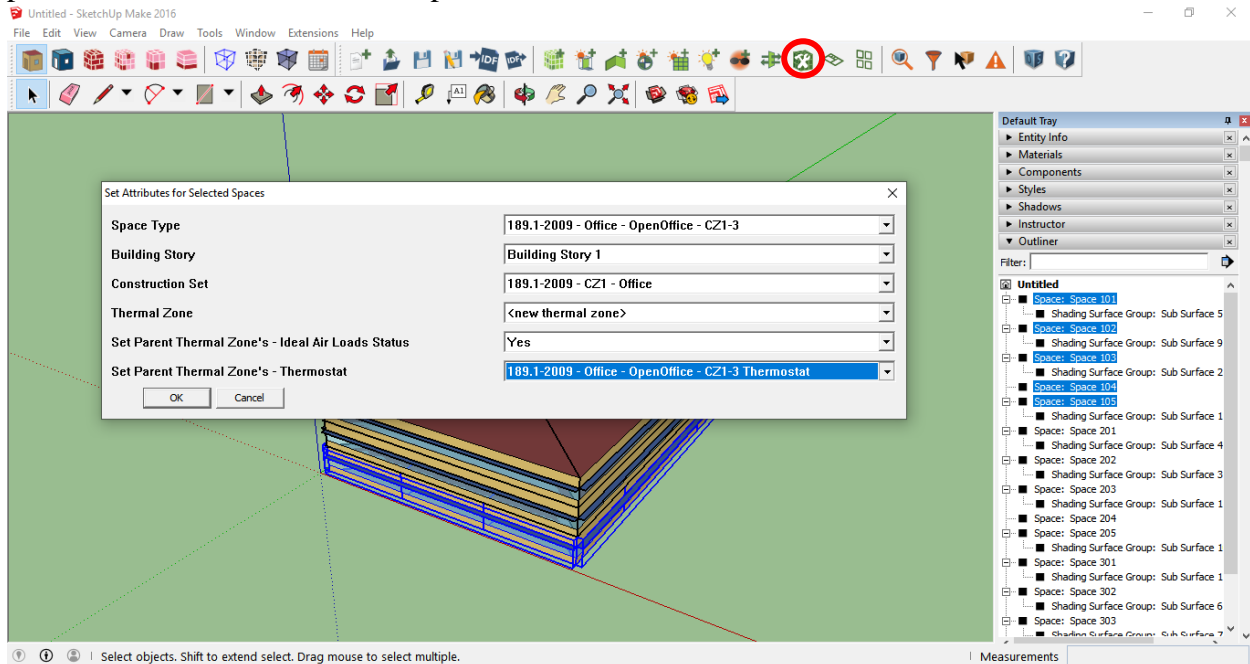 Untitled - SketchUp Make 2016
File Edit View Camera Draw Tools Window Extensions Help
IDF IDF
A1
Default Tray
Entity Info
Materials
Components
Styles
Shadows
Instructor
Outliner
Filter:
Untitled
Space: Space 101
Shading Surface Group: Sub Surface 5
Space: Space 102
Shading Surface Group: Sub Surface 9
Space: Space 103
Shading Surface Group: Sub Surface 2
Space: Space 104
Space: Space 105
Shading Surface Group: Sub Surface 1
Space: Space 201
Shading Surface Group: Sub Surface 4
Space: Space 202
Shading Surface Group: Sub Surface 3
Space: Space 203
Shading Surface Group: Sub Surface 1
Space: Space 204
Space: Space 205
Shading Surface Group: Sub Surface 1
Space: Space 301
Shading Surface Group: Sub Surface 1
Space: Space 302
Shading Surface Group: Sub Surface 6
Space: Space 303
Shading Surface Group: Sub Surface 7
Set Attributes for Selected Spaces
Space Type 189.1-2009 - Office - OpenOffice - CZ1-3
Building Story Building Story 1
Construction Set 189.1-2009 - CZ1 - Office
Thermal Zone <new thermal zone>
Set Parent Thermal Zone's - Ideal Air Loads Status Yes
Set Parent Thermal Zone's - Thermostat 189.1-2009 - Office - OpenOffice - CZ1-3 Thermostat
OK Cancel
Select objects. Shift to extend select. Drag mouse to select multiple.
Measurements